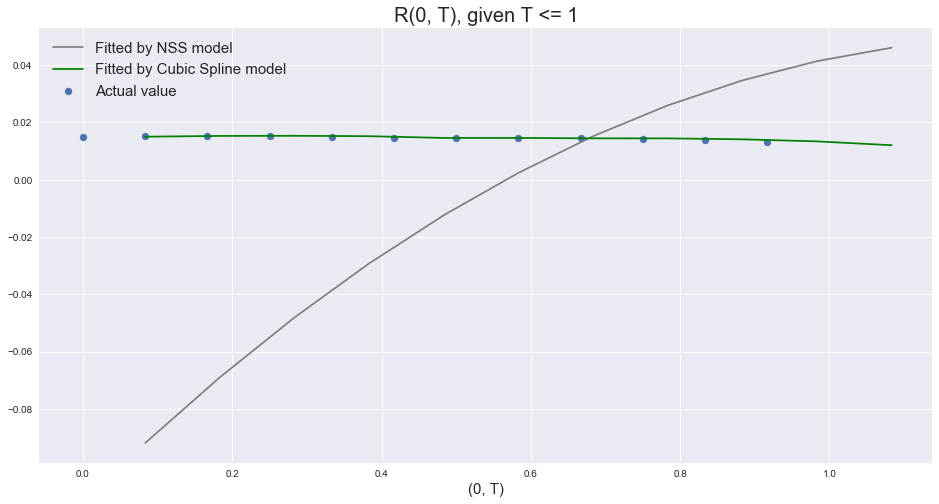 R(0, T), given T <= 1
Fitted by NSS model
Fitted by Cubic Spline model
Actual value
0.04
0.02
0.00
−0.02
−0.04
−0.06
−0.08
0.0 0.2 0.4 0.6 0.8 1.0
(0, T)